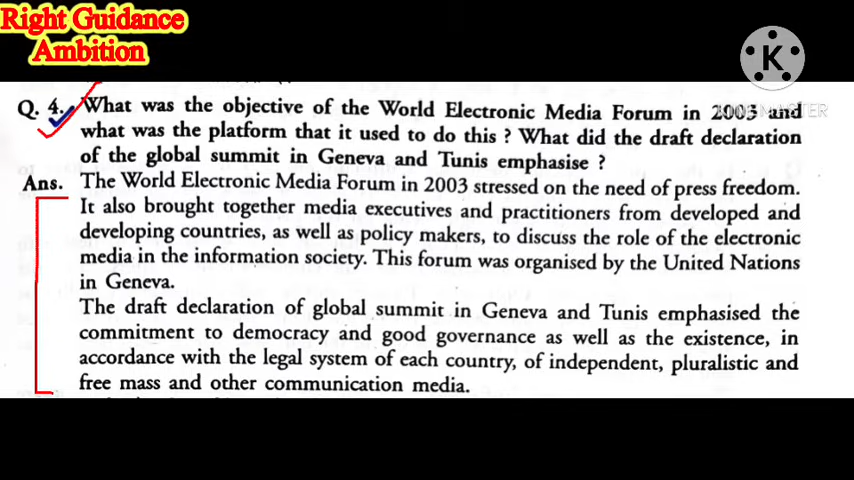 Right Guidance
Ambition
K
KINEMASTER
Q. 4. What was the objective of the World Electronic Media Forum in 2003 and
what was the platform that it used to do this ? What did the draft declaration
of the global summit in Geneva and Tunis emphasise ?
Ans. The World Electronic Media Forum in 2003 stressed on the need of press freedom.
It also brought together media executives and practitioners from developed and
developing countries, as well as policy makers, to discuss the role of the electronic
media in the information society. This forum was organised by the United Nations
in Geneva.
The draft declaration of global summit in Geneva and Tunis emphasised the
commitment to democracy and good governance as well as the existence, in
accordance with the legal system of each country, of independent, pluralistic and
free mass and other communication media.